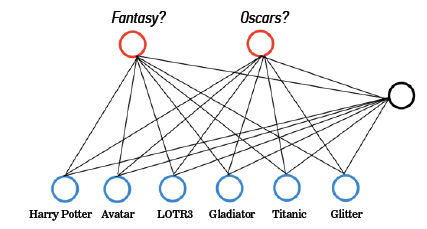 Fantasy? Oscars?
Harry Potter Avatar LOTR3 Gladiator Titanic Glitter